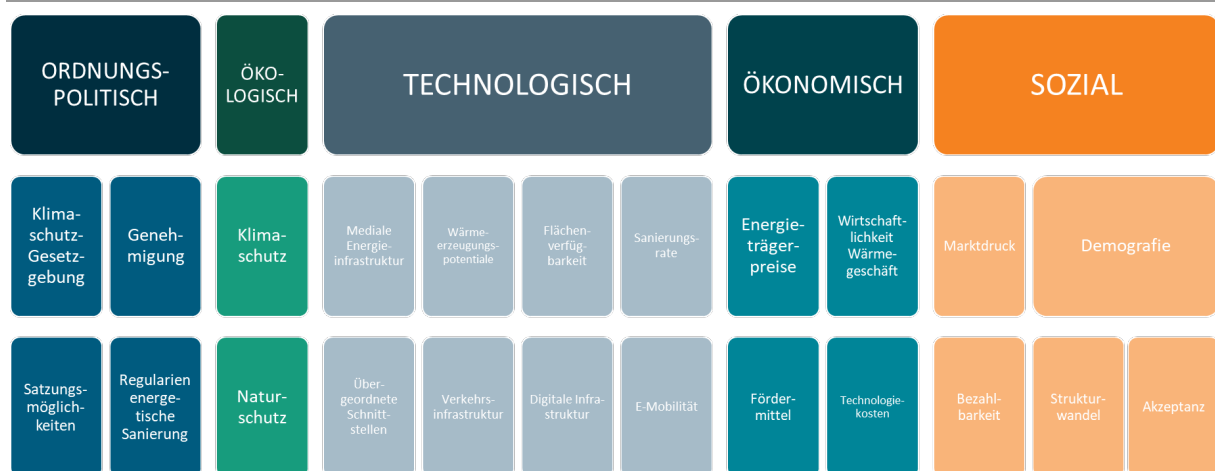 ORDNUNGS-
POLITISCH
ÖKO-
LOGISCH
TECHNOLOGISCH
ÖKONOMISCH
SOZIAL
Klima-
schutz-
Gesetz-
gebung
Geneh-
migung
Klima-
schutz
Mediale
Energie-
infrastruktur
Wärme-
erzeugungs-
potentiale
Flächen-
verfüg-
barkeit
Sanierungs-
rate
Energie-
träger-
preise
Wirtschaft-
lichkeit
Wärme-
geschäft
Marktdruck
Demografie
Satzungs-
möglich-
keiten
Regularien
energe-
tische
Sanierung
Natur-
schutz
Über-
geordnete
Schnitt-
stellen
Verkehrs-
infrastruktur
Digitale Infra-
struktur
E-Mobilität
Förder-
mittel
Technologie-
kosten
Bezahl-
barkeit
Struktur-
wandel
Akzeptanz